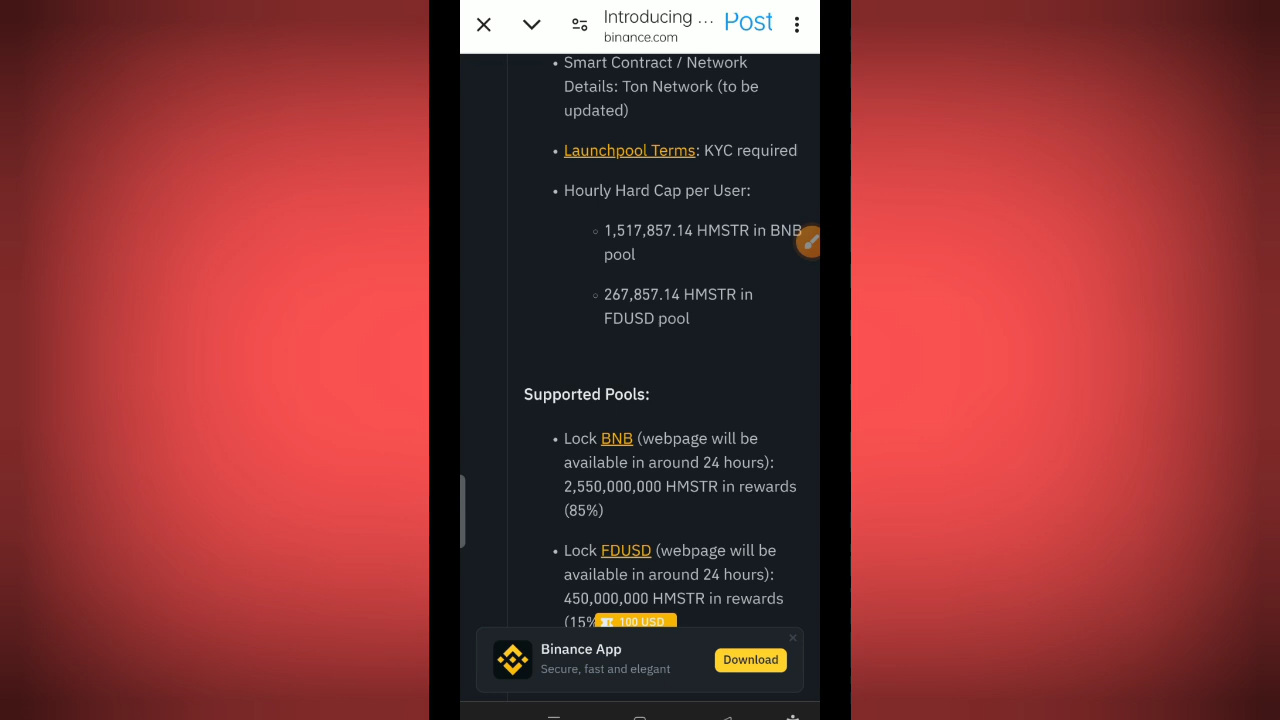 Introducing ... Post
binance.com
• Smart Contract / Network
Details: Ton Network (to be
updated)
• Launchpool Terms: KYC required
• Hourly Hard Cap per User:
◦ 1,517,857.14 HMSTR in BNB
pool
◦ 267,857.14 HMSTR in
FDUSD pool
Supported Pools:
• Lock BNB (webpage will be
available in around 24 hours):
2,550,000,000 HMSTR in rewards
(85%)
• Lock FDUSD (webpage will be
available in around 24 hours):
450,000,000 HMSTR in rewards
(15% 100 USD
Binance App
Secure, fast and elegant
Download